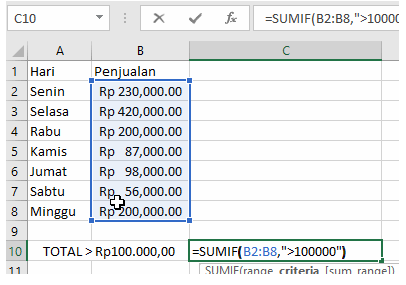 C10 =SUMIF(B2:B8,">10000
A B C
1 Hari Penjualan
2 Senin Rp 230,000.00
3 Selasa Rp 420,000.00
4 Rabu Rp 200,000.00
5 Kamis Rp 87,000.00
6 Jumat Rp 98,000.00
7 Sabtu Rp 56,000.00
8 Minggu Rp 200,000.00
9
10 TOTAL > Rp100.000,00 =SUMIF(B2:B8,">100000")
11 SUMIF(range, criteria, [sum_range])